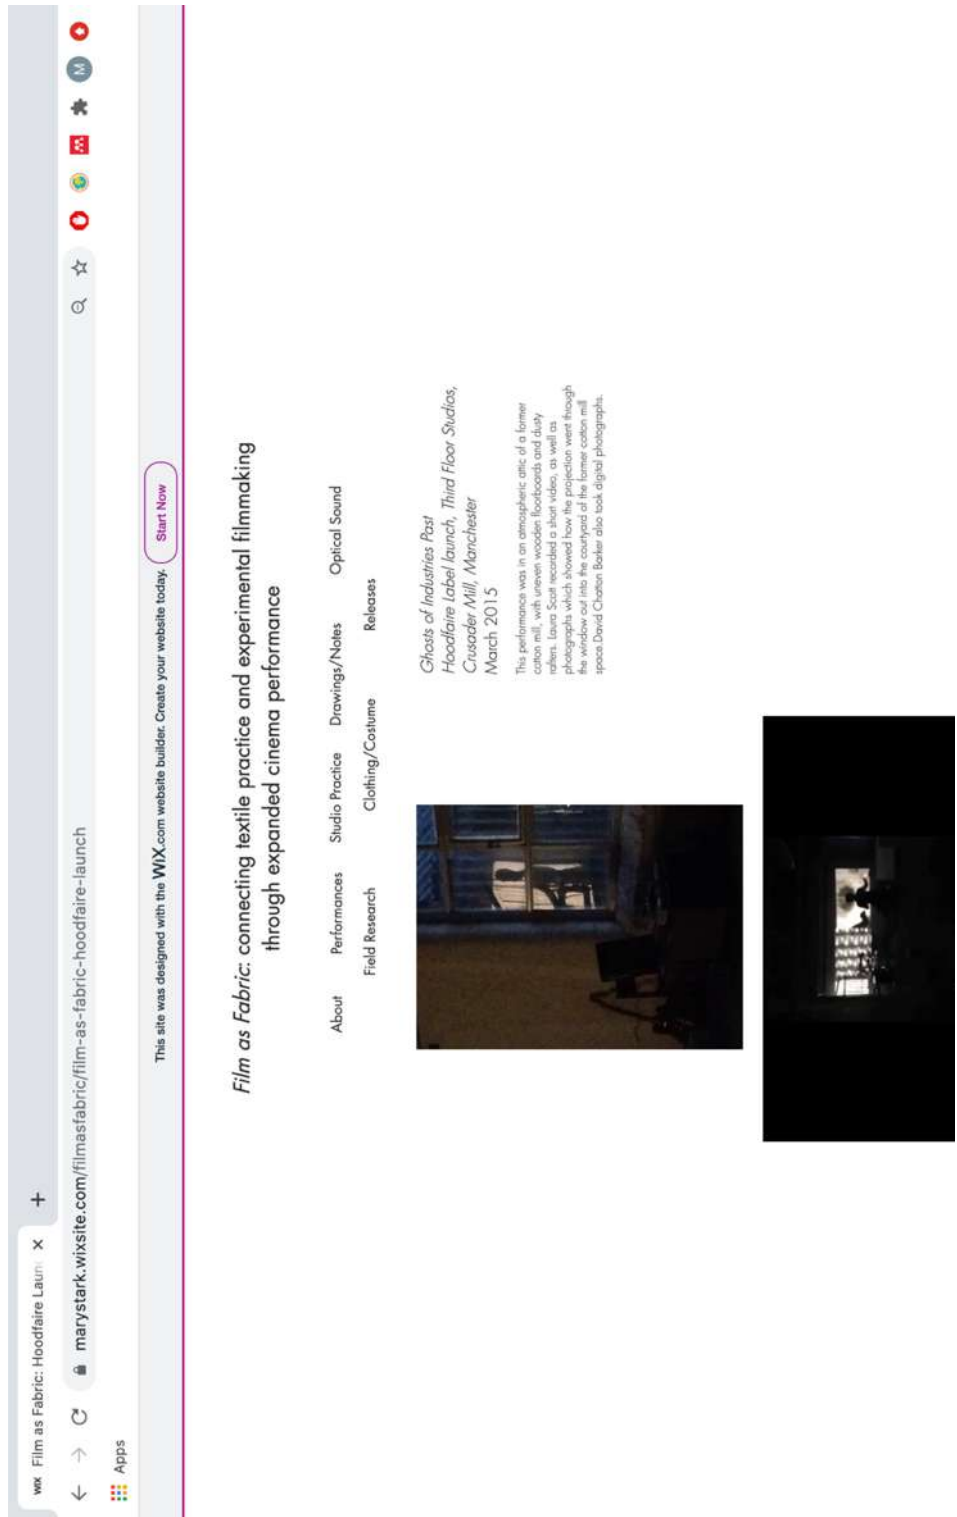 WiX Film as Fabric: Hoodfaire Laun
marystark.wixsite.com/filmasfabric/film-as-fabric-hoodfaire-launch
M
Apps
This site was designed with the WiX.com website builder. Create your website today. Start Now
Film as Fabric: connecting textile practice and experimental filmmaking
through expanded cinema performance
About Performances Studio Practice Drawings/Notes Optical Sound
Field Research Clothing/Costume Releases
Ghosts of Industries Past
Hoodfaire Label launch, Third Floor Studios,
Crusader Mill, Manchester
March 2015
This performance was in an atmospheric attic of a former
cotton mill, with uneven wooden floorboards and dusty
rafters. Laura Scott recorded a short video, as well as
photographs which showed how the projection went through
the window out into the courtyard of the former cotton mill
space.David Chatton Barker also took digital photographs.